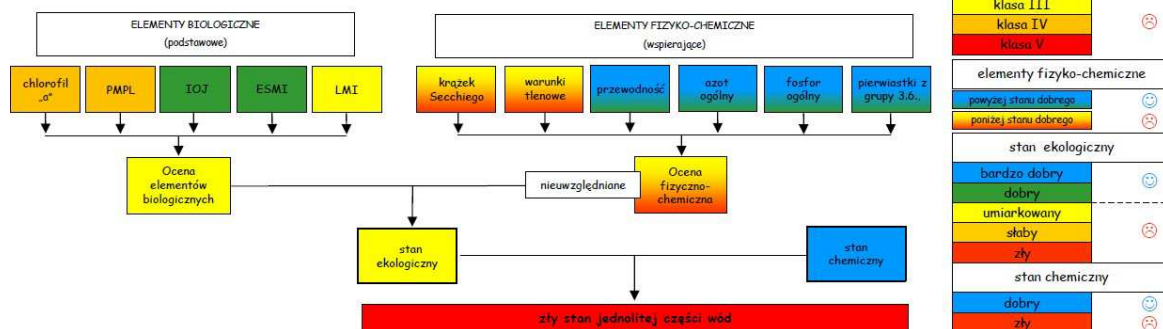 ELEMENTY BIOLOGICZNE
(podstawowe)
ELEMENTY FIZYKO-CHEMICZNE
(wspierające)
chlorofil
„a”
PMPL
IOJ
ESMI
LMI
krążek
Secchiego
warunki
tlenowe
przewodność
azot
ogólny
fosfor
ogólny
pierwiastki z
grupy 3.6.,
Ocena
elementów
biologicznych
nieuwzględniane
Ocena
fizyczno-
chemiczna
stan
ekologiczny
stan
chemiczny
zły stan jednolitej części wód
klasa III
klasa IV
klasa V
elementy fizyko-chemiczne
powyżej stanu dobrego
poniżej stanu dobrego
stan ekologiczny
bardzo dobry
dobry
umiarkowany
słaby
zły
stan chemiczny
dobry
zły